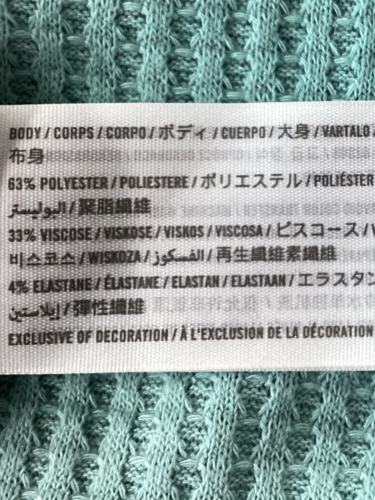 BODY / CORPS / CORPO / ボディ / CUERPO / 大身 / VARTALO
布身
63% POLYESTER / POLIESTERE / ポリエステル / POLIÉSTER
البوليستر / 聚脂纖維
33% VISCOSE / VISKOSE / VISKOS / VISCOSA / ビスコース /
비스코스 / WISKOZA / الفسكوز / 再生纖維素纖維
4% ELASTANE / ÉLASTANE / ELASTAN / ELASTAAN / エラスタン
إيلاستين / 彈性纖維
EXCLUSIVE OF DECORATION / À L'EXCLUSION DE LA DÉCORATION